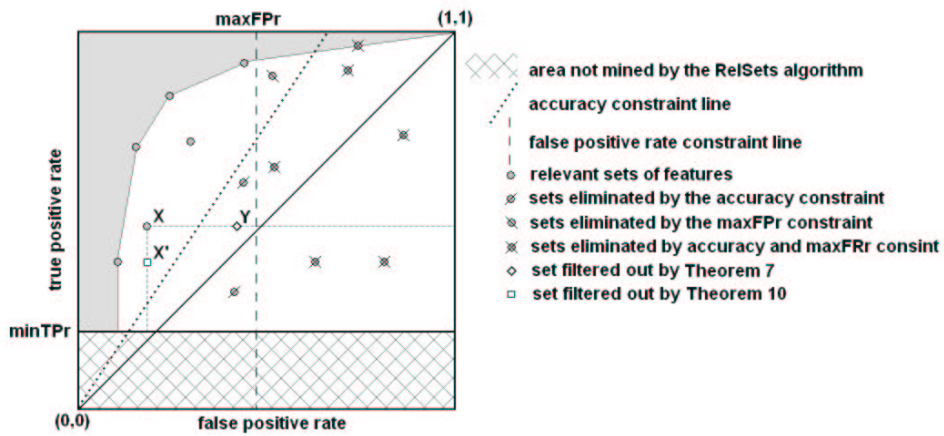 maxFPr
(1,1)
true positive rate
X
Y
X'
minTPr
(0,0)
false positive rate
area not mined by the RelSets algorithm
accuracy constraint line
false positive rate constraint line
relevant sets of features
sets eliminated by the accuracy constraint
sets eliminated by the maxFPr constraint
sets eliminated by accuracy and maxFRr consint
set filtered out by Theorem 7
set filtered out by Theorem 10